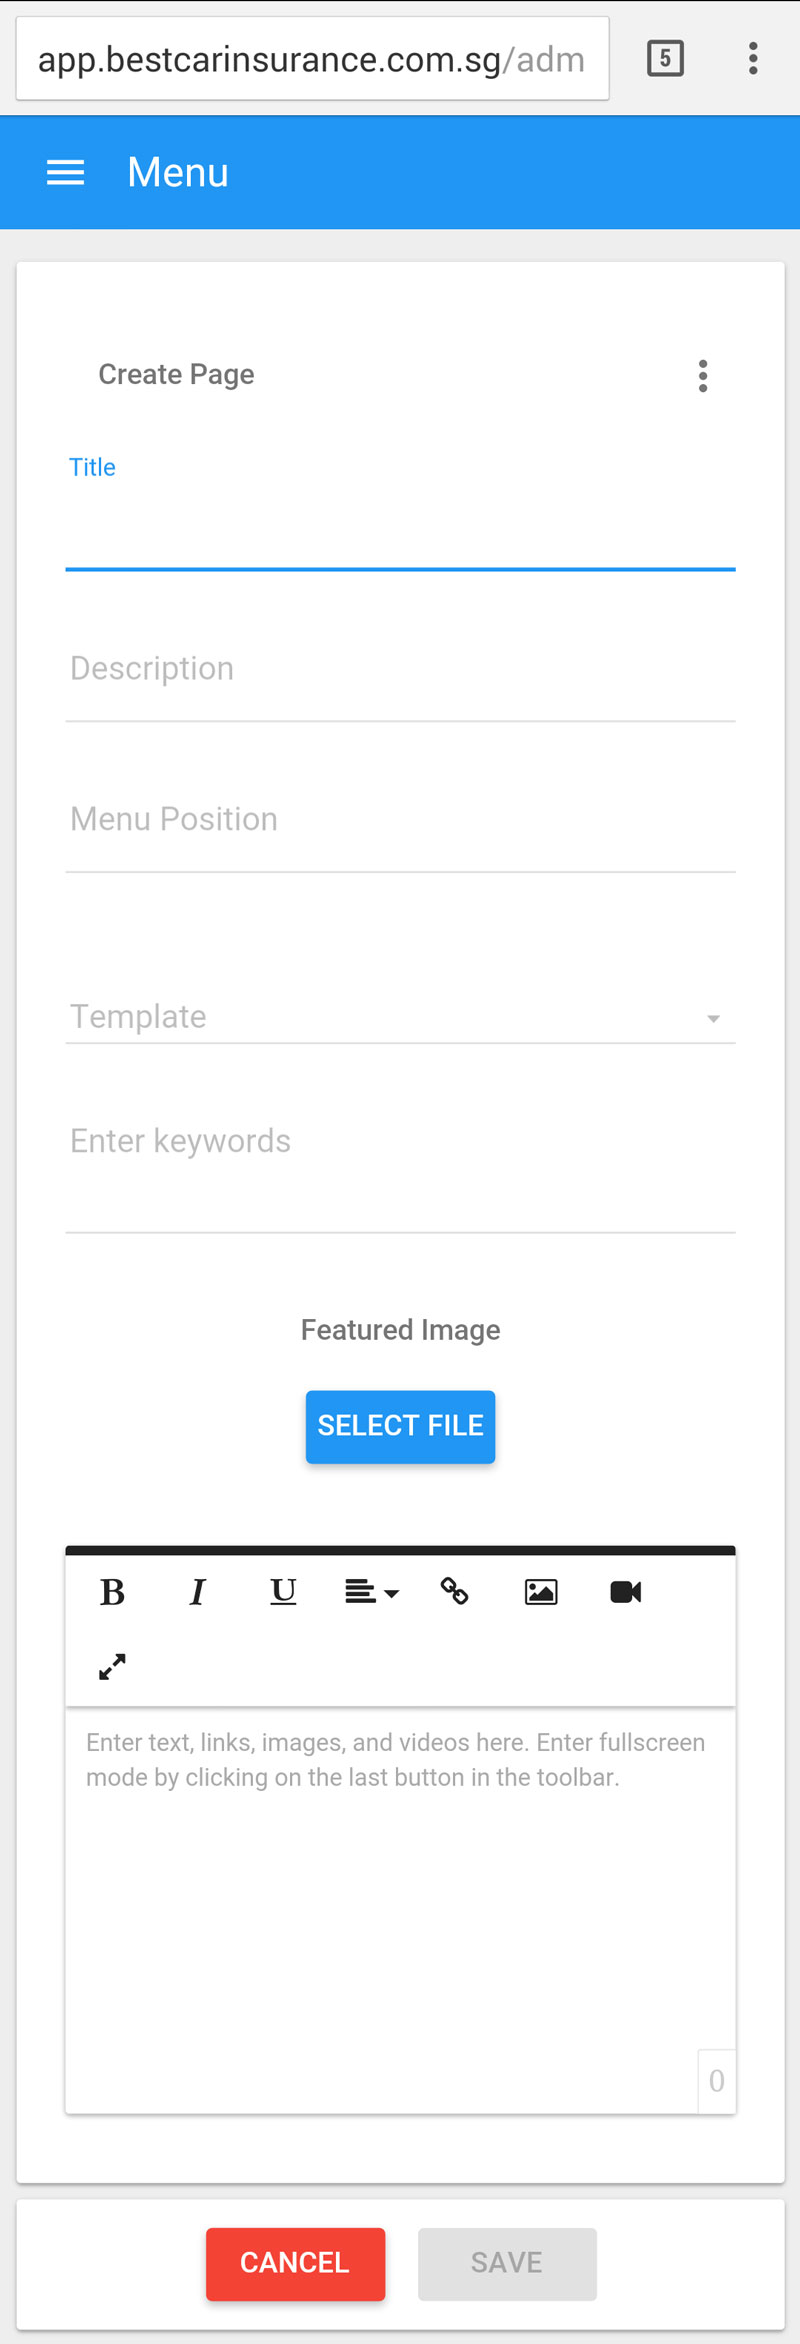 app.bestcarinsurance.com.sg/adm
5
Menu
Create Page
Title
Description
Menu Position
Template
Enter keywords
Featured Image
SELECT FILE
B I U
Enter text, links, images, and videos here. Enter fullscreen
mode by clicking on the last button in the toolbar.
0
CANCEL SAVE